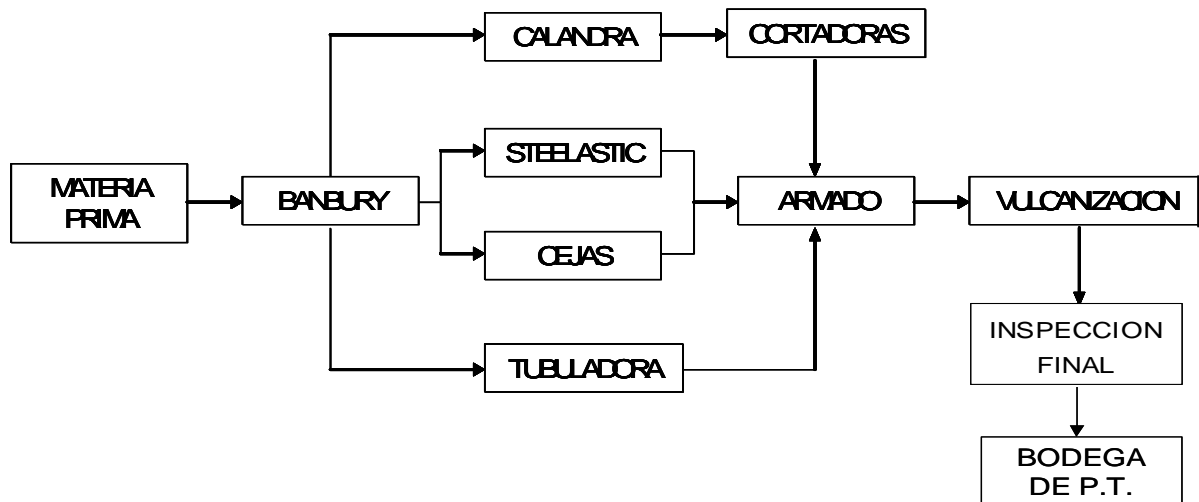 CALANDRA
CORTADORAS
STEELASTIC
MATERIA
PRIMA
BANBURY
ARMADO
VULCANIZACION
CEJAS
INSPECCION
FINAL
TUBULADORA
BODEGA
DE P.T.